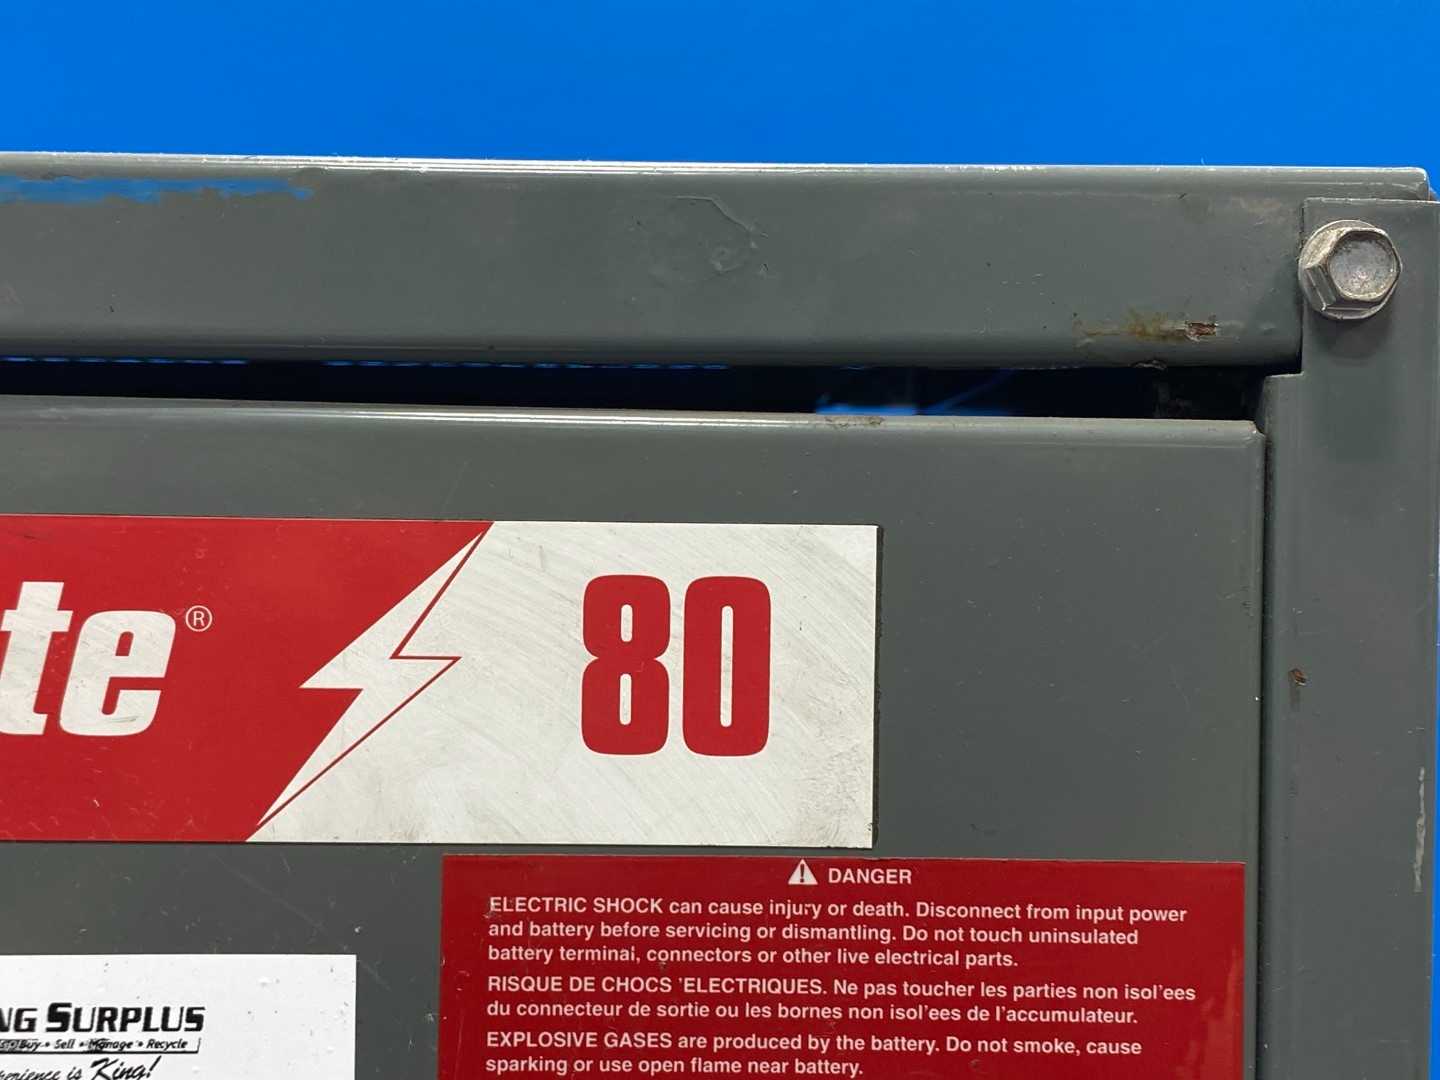 te®
80
DANGER
ELECTRIC SHOCK can cause injury or death. Disconnect from input power
and battery before servicing or dismantling. Do not touch uninsulated
battery terminal, connectors or other live electrical parts.
RISQUE DE CHOCS 'ELECTRIQUES. Ne pas toucher les parties non isol'ees
du connecteur de sortie ou les bornes non isol'ees de l'accumulateur.
EXPLOSIVE GASES are produced by the battery. Do not smoke, cause
sparking or use open flame near battery.
NG SURPLUS
Buy • Sell • Manage • Recycle
is King!